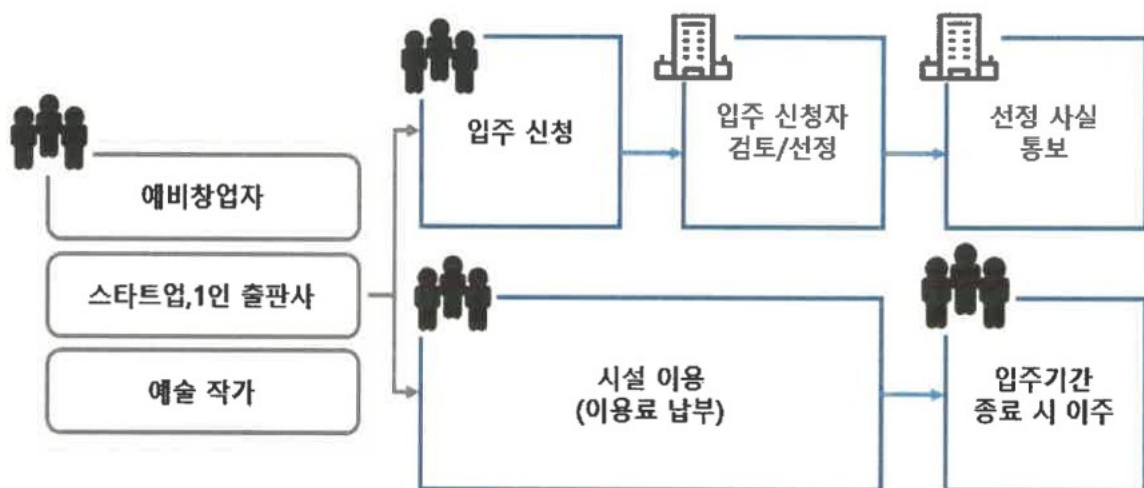 예비창업자
스타트업,1인 출판사
예술 작가
입주 신청
입주 신청자
검토/선정
선정 사실
통보
시설 이용
(이용료 납부)
입주기간
종료 시 이주